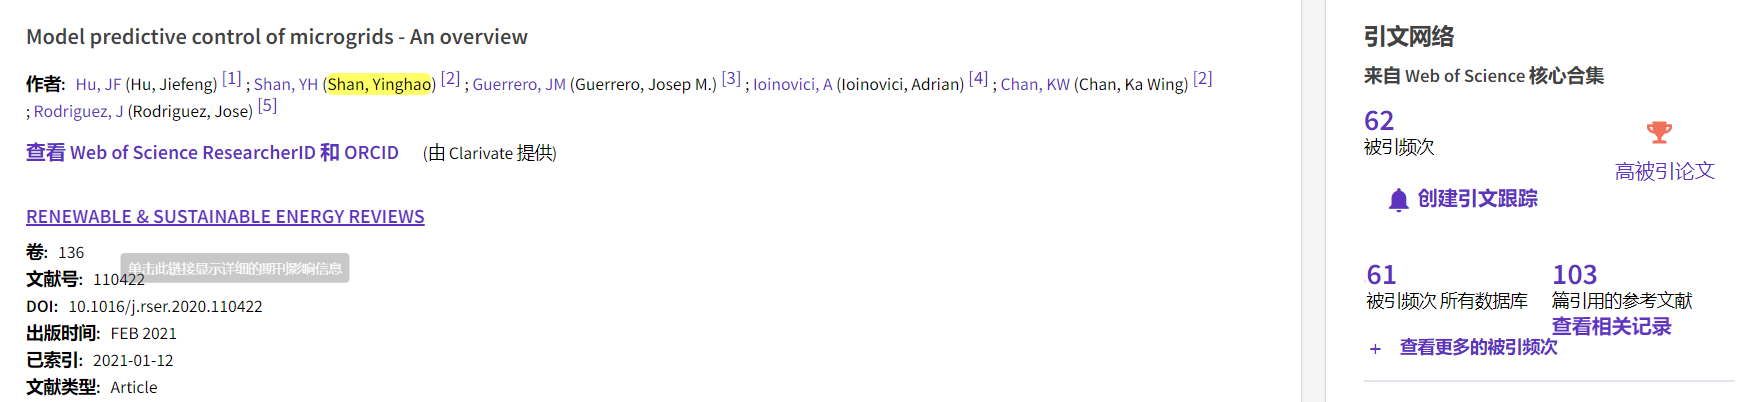 Model predictive control of microgrids - An overview
作者: Hu, JF (Hu, Jiefeng) [1] ; Shan, YH (Shan, Yinghao) [2] ; Guerrero, JM (Guerrero, Josep M.) [3] ; Ioinovici, A (Ioinovici, Adrian) [4] ; Chan, KW (Chan, Ka Wing) [2]
; Rodriguez, J (Rodriguez, Jose) [5]
查看 Web of Science ResearcherID 和 ORCID (由 Clarivate 提供)
RENEWABLE & SUSTAINABLE ENERGY REVIEWS
卷: 136
单击此链接显示详细的期刊影响信息
文献号: 110422
DOI: 10.1016/j.rser.2020.110422
出版时间: FEB 2021
已索引: 2021-01-12
文献类型: Article
引文网络
来自 Web of Science 核心合集
62
被引频次
高被引论文
创建引文跟踪
61
被引频次 所有数据库
103
篇引用的参考文献
查看相关记录
+ 查看更多的被引频次